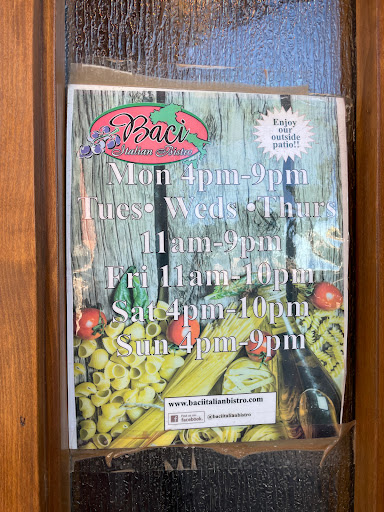 Baci
Italian Bistro
Enjoy
our
outside
patio!!
Mon 4pm-9pm
Tues• Weds •Thurs
11am-9pm
Fri 11am-10pm
Sat 4pm-10pm
Sun 4pm-9pm
www.baciitalianbistro.com
Find us on
facebook.
@baciitalianbistro